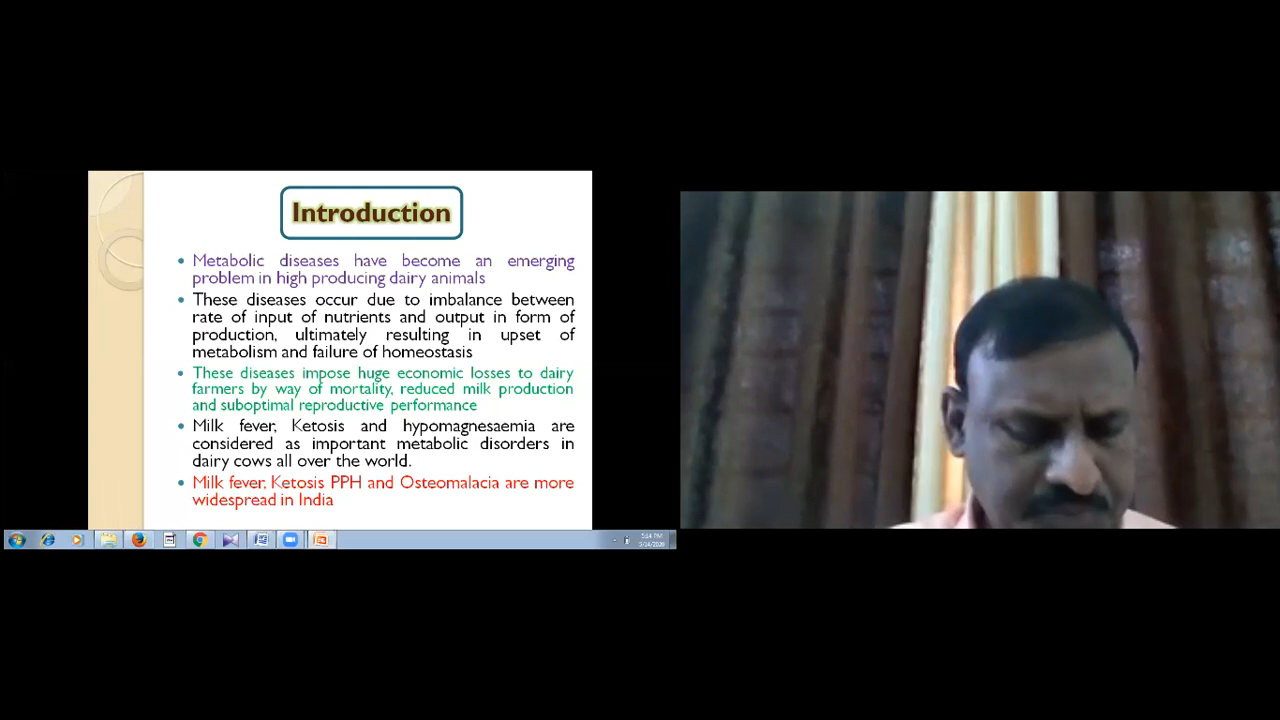 Introduction
• Metabolic diseases have become an emerging
problem in high producing dairy animals
• These diseases occur due to imbalance between
rate of input of nutrients and output in form of
production, ultimately resulting in upset of
metabolism and failure of homeostasis
• These diseases impose huge economic losses to dairy
farmers by way of mortality, reduced milk production
and suboptimal reproductive performance
• Milk fever, Ketosis and hypomagnesaemia are
considered as important metabolic disorders in
dairy cows all over the world.
• Milk fever, Ketosis PPH and Osteomalacia are more
widespread in India